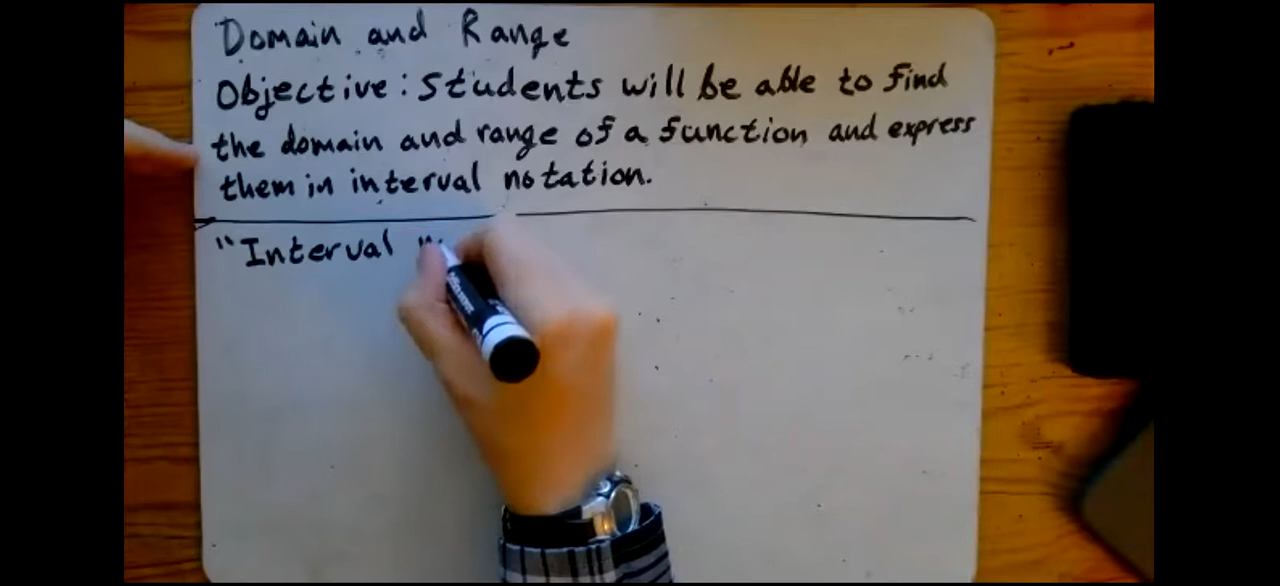 Domain and Range
Objective: Students will be able to find
the domain and range of a function and express
them in interval notation.
"Interval